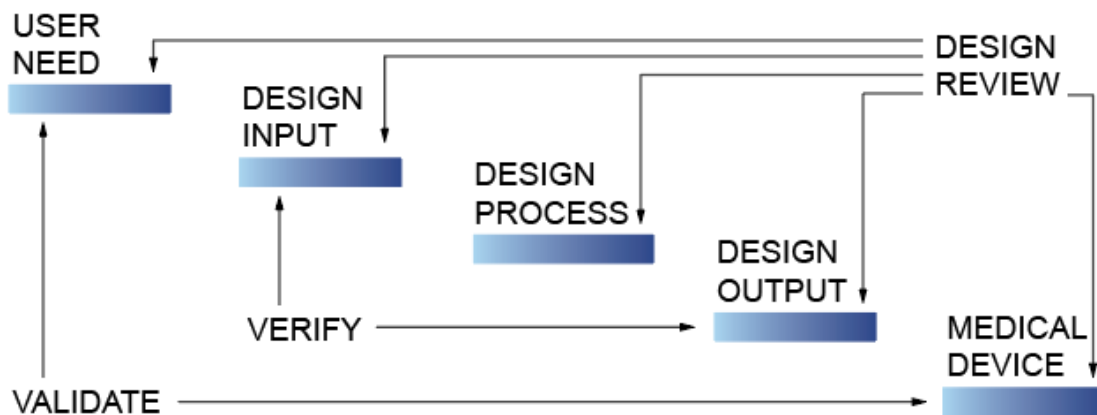 USER
NEED
DESIGN
REVIEW
DESIGN
INPUT
DESIGN
PROCESS
DESIGN
OUTPUT
VERIFY
MEDICAL
DEVICE
VALIDATE